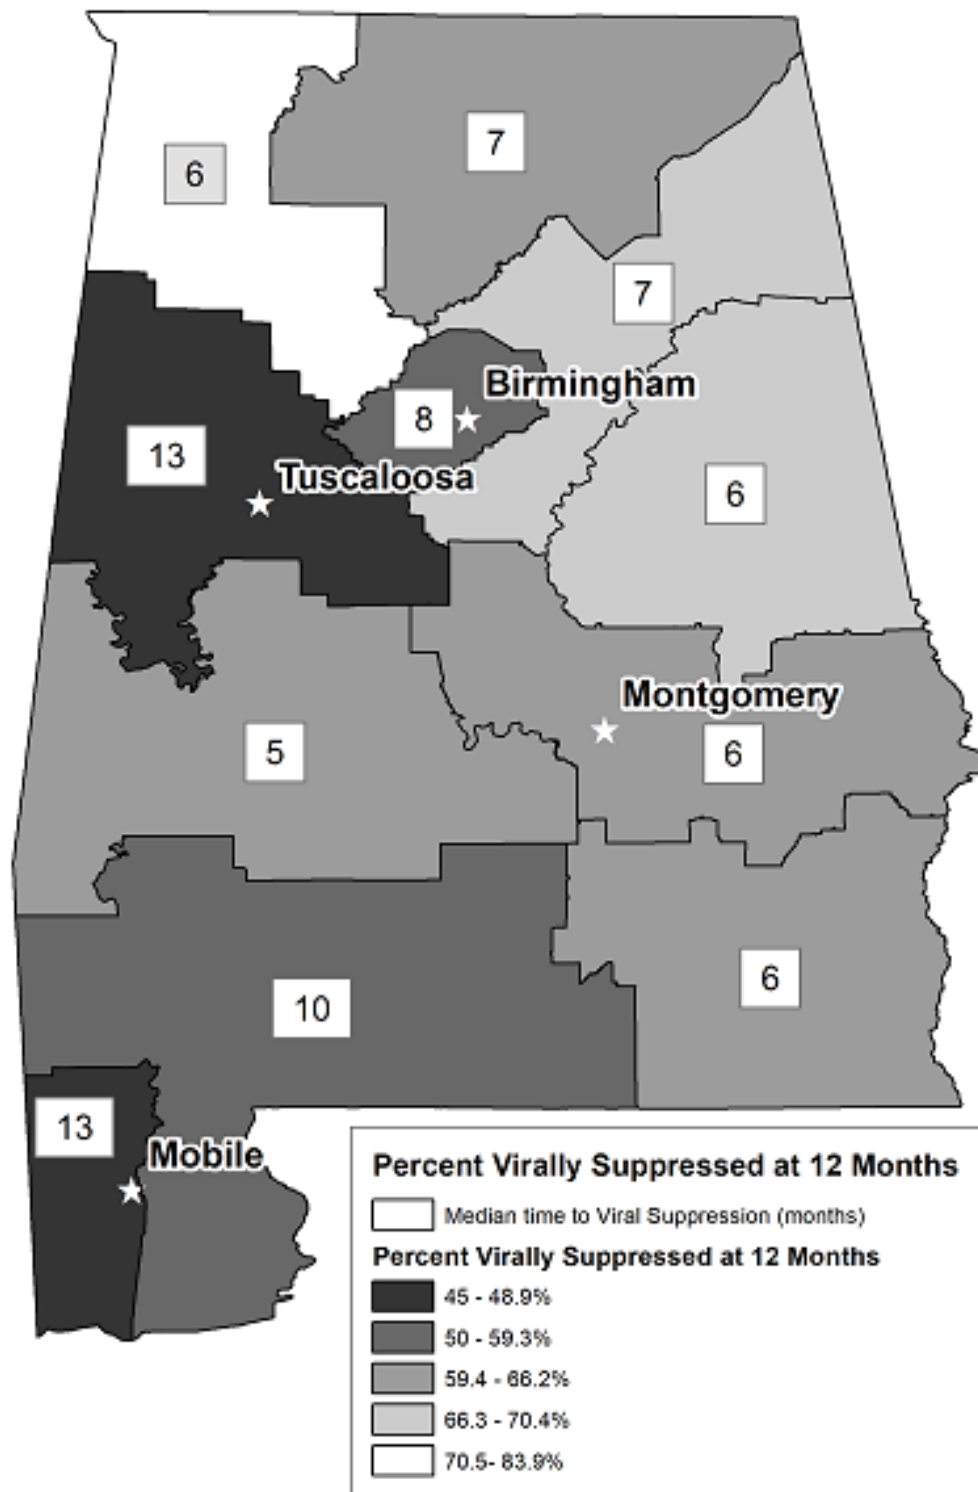 7
6
7
Birmingham
8
13
Tuscaloosa
6
Montgomery
5
6
6
10
13
Mobile
Percent Virally Suppressed at 12 Months
Median time to Viral Suppression (months)
Percent Virally Suppressed at 12 Months
45 - 48.9%
50 - 59.3%
59.4 - 66.2%
66.3 - 70.4%
70.5- 83.9%